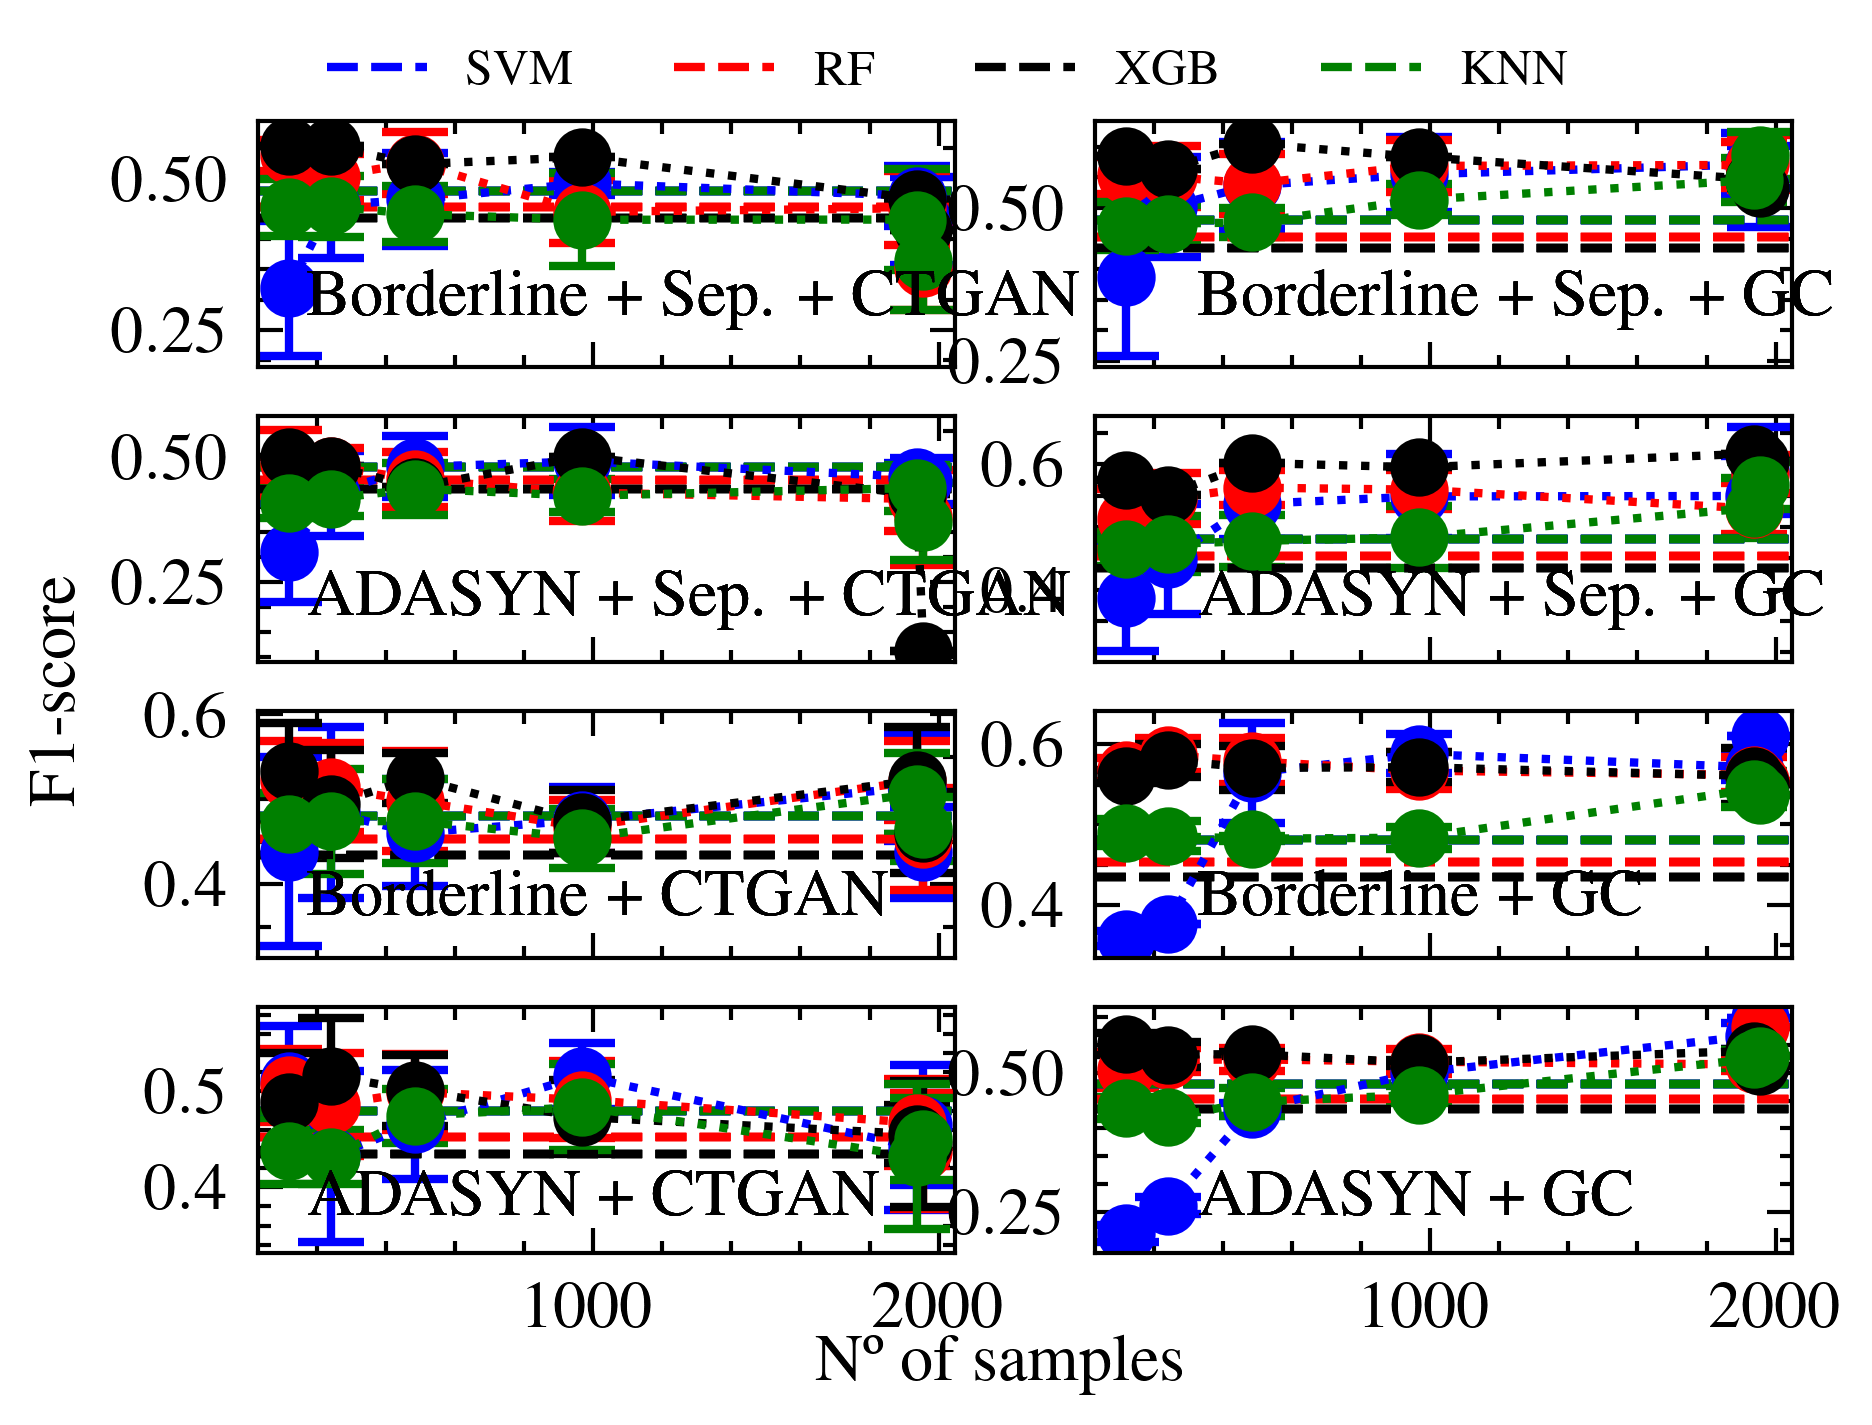 SVM RF XGB KNN
0.50
0.25
Borderline + Sep. + CTGAN
0.50
0.25
Borderline + Sep. + GC
0.50
0.25
ADASYN + Sep. + CTGAN
0.6
0.4
ADASYN + Sep. + GC
F1-score
0.6
0.4
Borderline + CTGAN
0.6
0.4
Borderline + GC
0.5
0.4
ADASYN + CTGAN
0.50
0.25
ADASYN + GC
1000 2000 1000 2000
Nº of samples